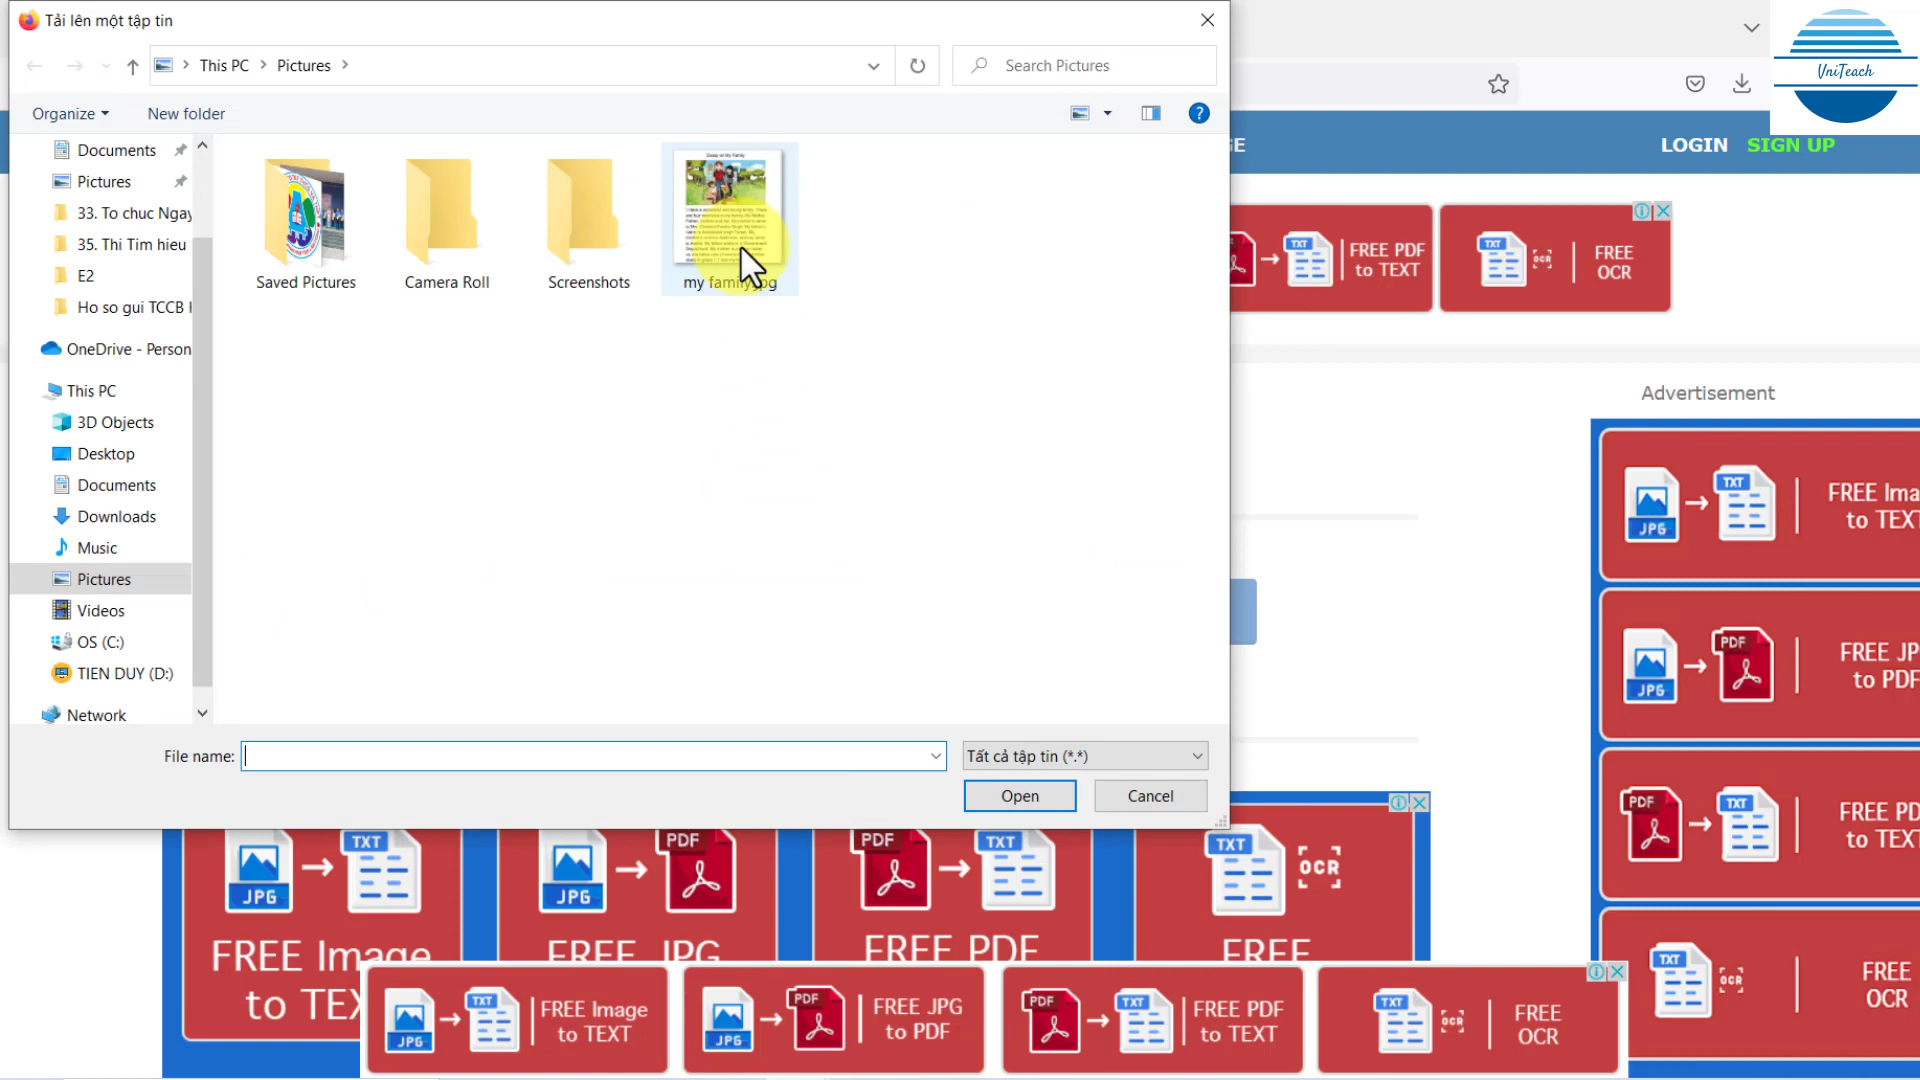 Tải lên một tập tin
UniTeach
This PC
Pictures
Search Pictures
Organize
New folder
GE
LOGIN
SIGN UP
Documents
Pictures
33. To chuc Ngay
35. Thi Tim hieu
E2
Ho so gui TCCB
OneDrive - Person
This PC
3D Objects
Desktop
Documents
Downloads
Music
Pictures
Videos
OS (C:)
TIEN DUY (D:)
Network
Saved Pictures
Camera Roll
Screenshots
Essay on My Family
my family.jpg
TXT
FREE PDF
to TEXT
TXT
OCR
FREE
OCR
Advertisement
JPG
TXT
FREE Ima
to TEXT
JPG
PDF
FREE JP
to PDF
PDF
TXT
FREE PD
to TEXT
TXT
OCR
FREE
OCR
File name:
Tất cả tập tin (*.*)
Open
Cancel
JPG
TXT
FREE Image
to TEX
JPG
PDF
FREE JPG
PDF
TXT
FREE PDF
TXT
OCR
FREE
JPG
TXT
FREE Image
to TEXT
JPG
PDF
FREE JPG
to PDF
PDF
TXT
FREE PDF
to TEXT
TXT
OCR
FREE
OCR